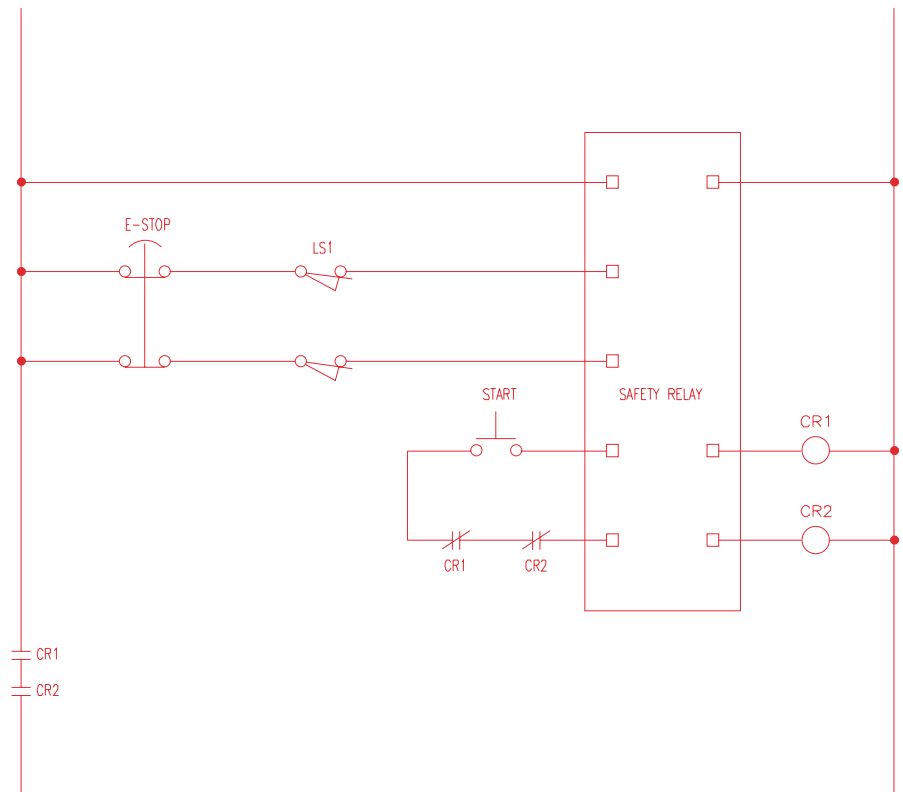 E-STOP
LS1
START
SAFETY RELAY
CR1
CR2
CR1
CR2
CR1
CR2